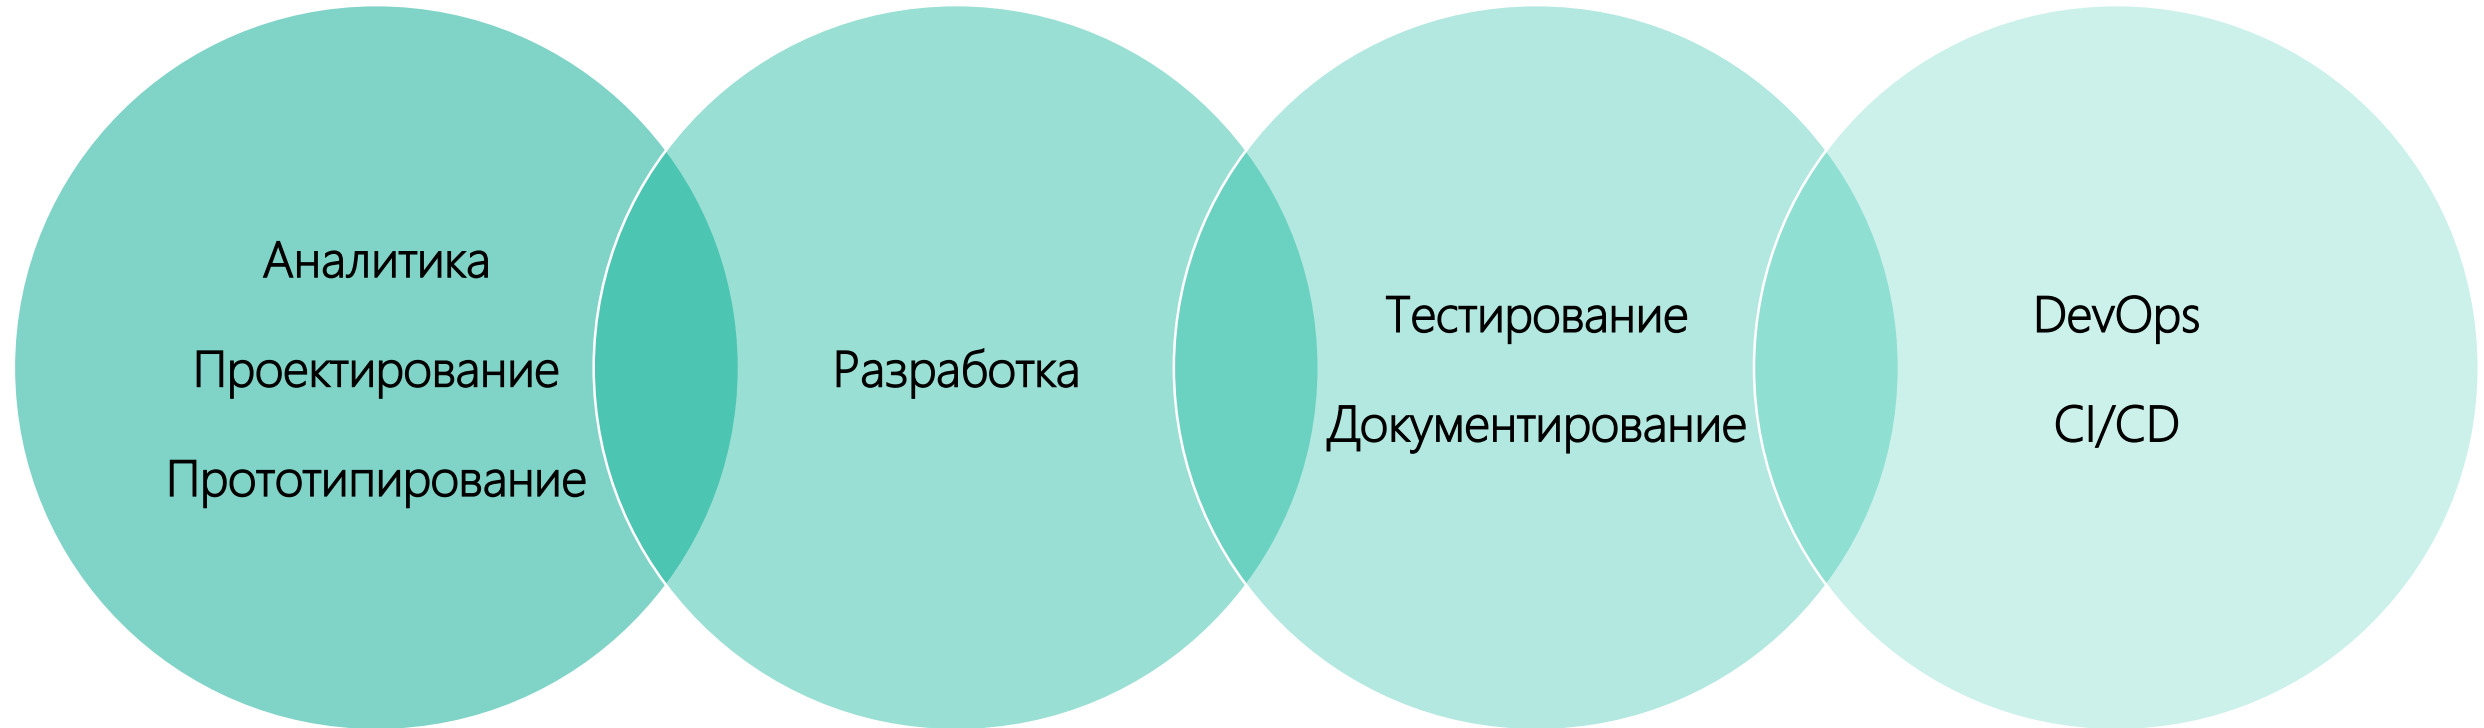 Аналитика
Проектирование
Прототипирование
Разработка
Тестирование
Документирование
DevOps
CI/CD